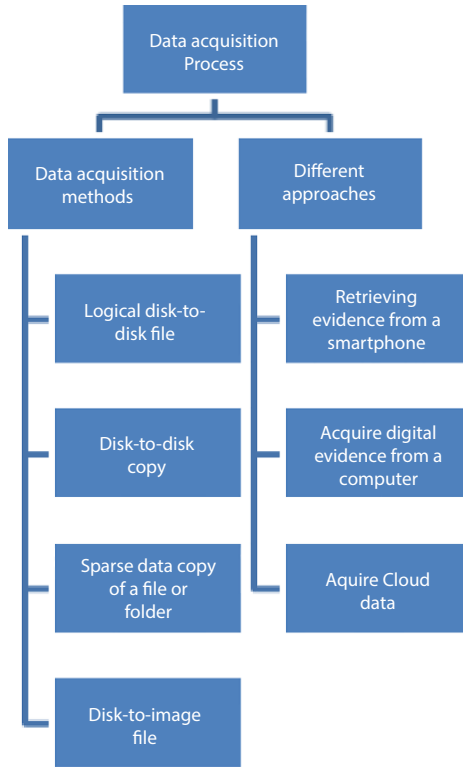 Data acquisition
Process
Data acquisition
methods
Different
approaches
Logical disk-to-
disk file
Retrieving
evidence from a
smartphone
Disk-to-disk
copy
Acquire digital
evidence from a
computer
Sparse data copy
of a file or
folder
Aquire Cloud
data
Disk-to-image
file